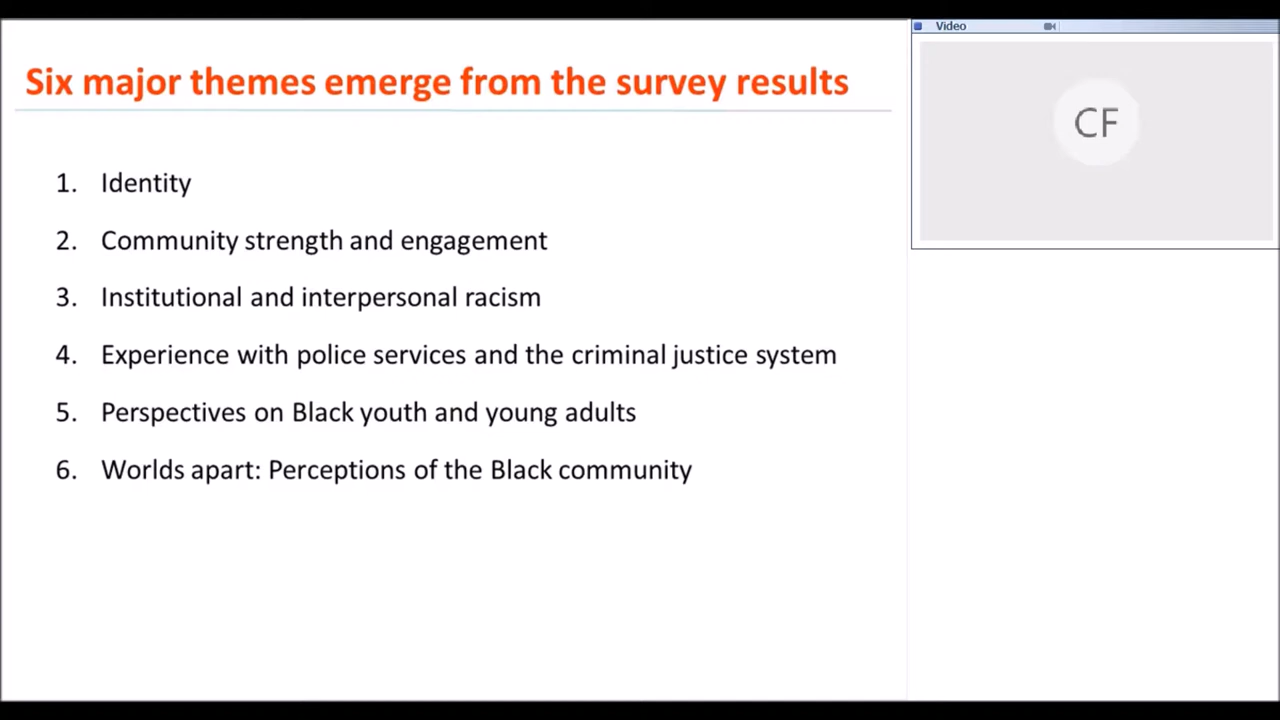 Six major themes emerge from the survey results
1. Identity
2. Community strength and engagement
3. Institutional and interpersonal racism
4. Experience with police services and the criminal justice system
5. Perspectives on Black youth and young adults
6. Worlds apart: Perceptions of the Black community
Video
CF